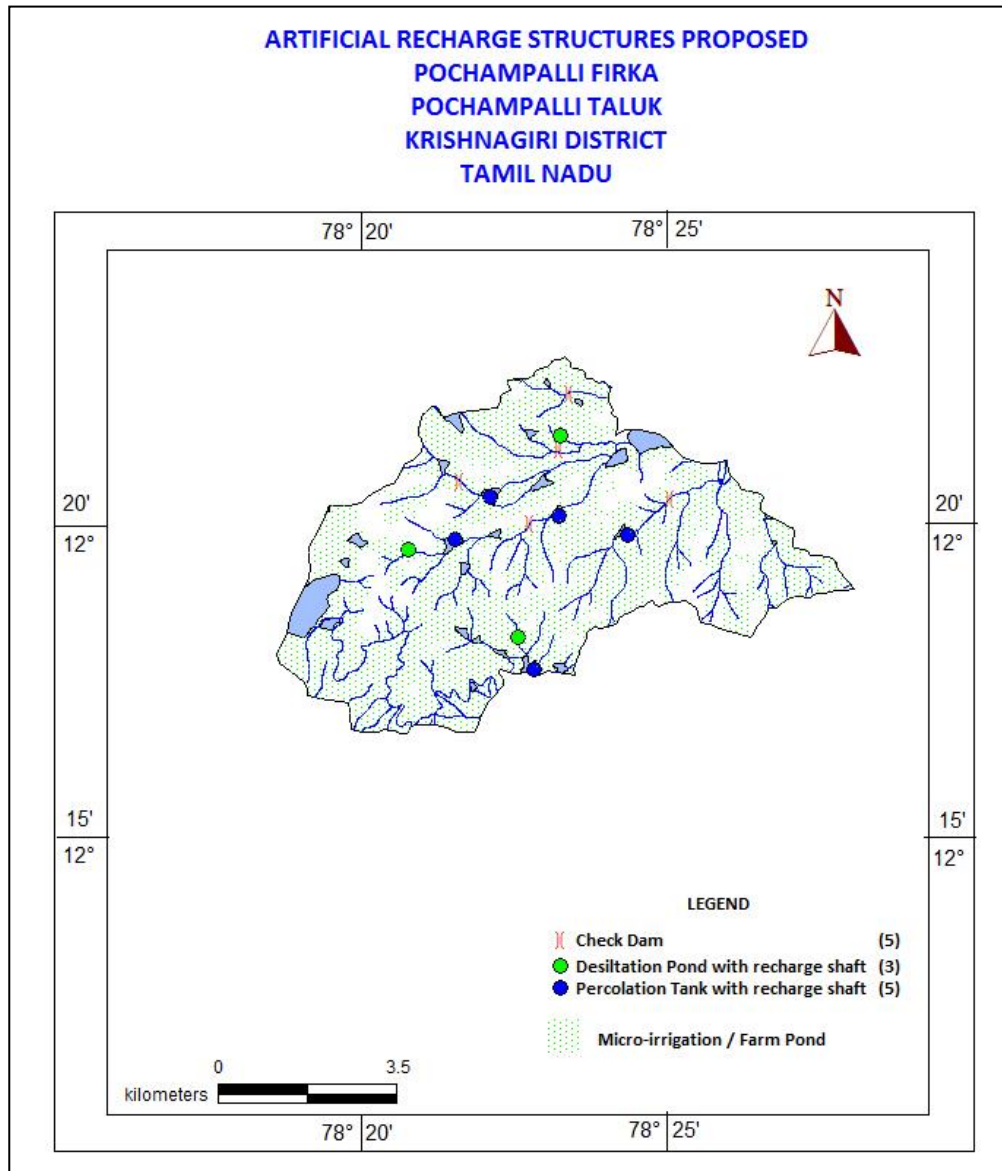 ARTIFICIAL RECHARGE STRUCTURES PROPOSED
POCHAMPALLI FIRKA
POCHAMPALLI TALUK
KRISHNAGIRI DISTRICT
TAMIL NADU
78° 20' 78° 25'
N
20' 20'
12° 12°
15' 15'
12° 12°
LEGEND
Check Dam (5)
Desiltation Pond with recharge shaft (3)
Percolation Tank with recharge shaft (5)
Micro-irrigation / Farm Pond
0 3.5
kilometers
78° 20' 78° 25'